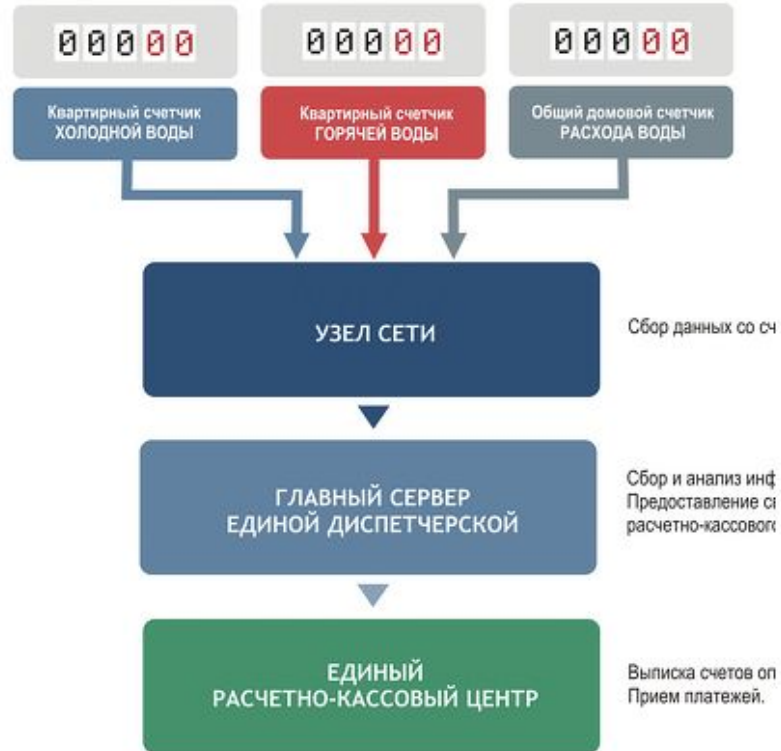 00000 00000 00000
Квартирный счетчик
ХОЛОДНОЙ ВОДЫ
Квартирный счетчик
ГОРЯЧЕЙ ВОДЫ
Общий домовой счетчик
РАСХОДА ВОДЫ
УЗЕЛ СЕТИ
Сбор данных со сч
ГЛАВНЫЙ СЕРВЕР
ЕДИНОЙ ДИСПЕТЧЕРСКОЙ
Сбор и анализ инф
Предоставление
расчетно-кассовог
ЕДИНЫЙ
РАСЧЕТНО-КАССОВЫЙ ЦЕНТР
Выписка счетов оп
Прием платежей.